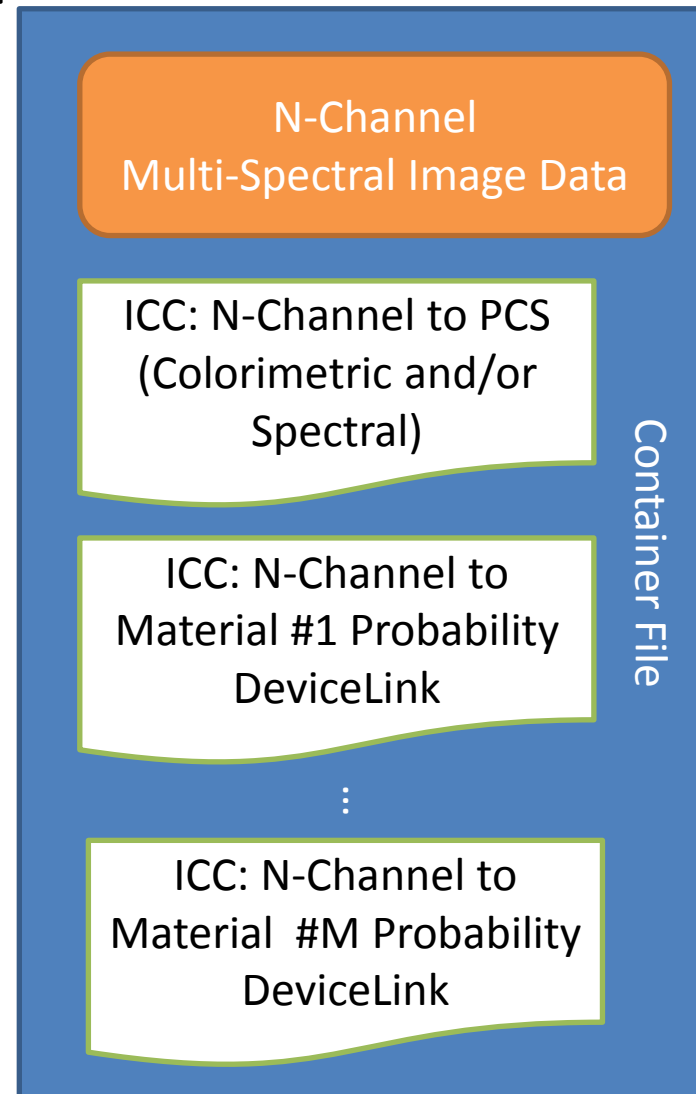 N-Channel
Multi-Spectral Image Data
ICC: N-Channel to PCS
(Colorimetric and/or
Spectral)
Container File
ICC: N-Channel to
Material #1 Probability
DeviceLink
...
ICC: N-Channel to
Material #M Probability
DeviceLink